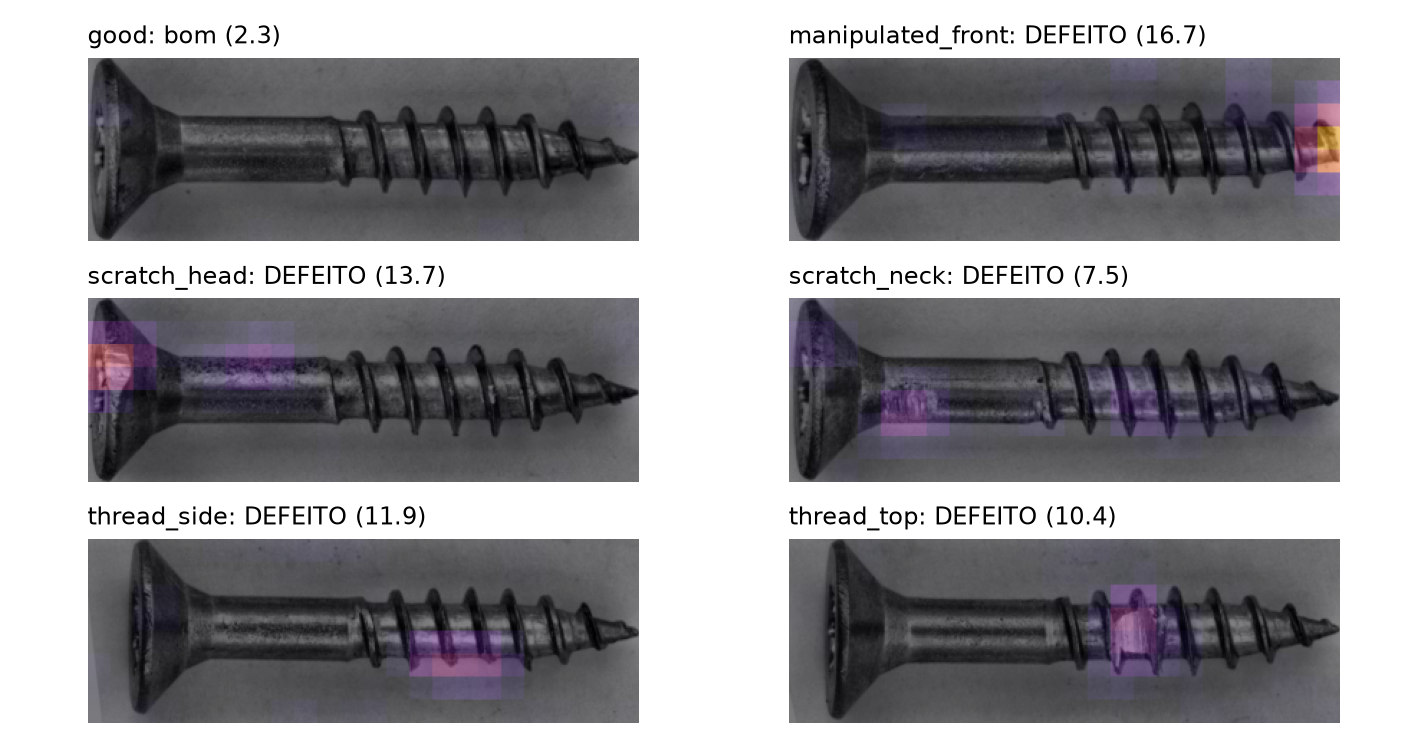 good: bom (2.3)
manipulated_front: DEFEITO (16.7)
scratch_head: DEFEITO (13.7)
scratch_neck: DEFEITO (7.5)
thread_side: DEFEITO (11.9)
thread_top: DEFEITO (10.4)